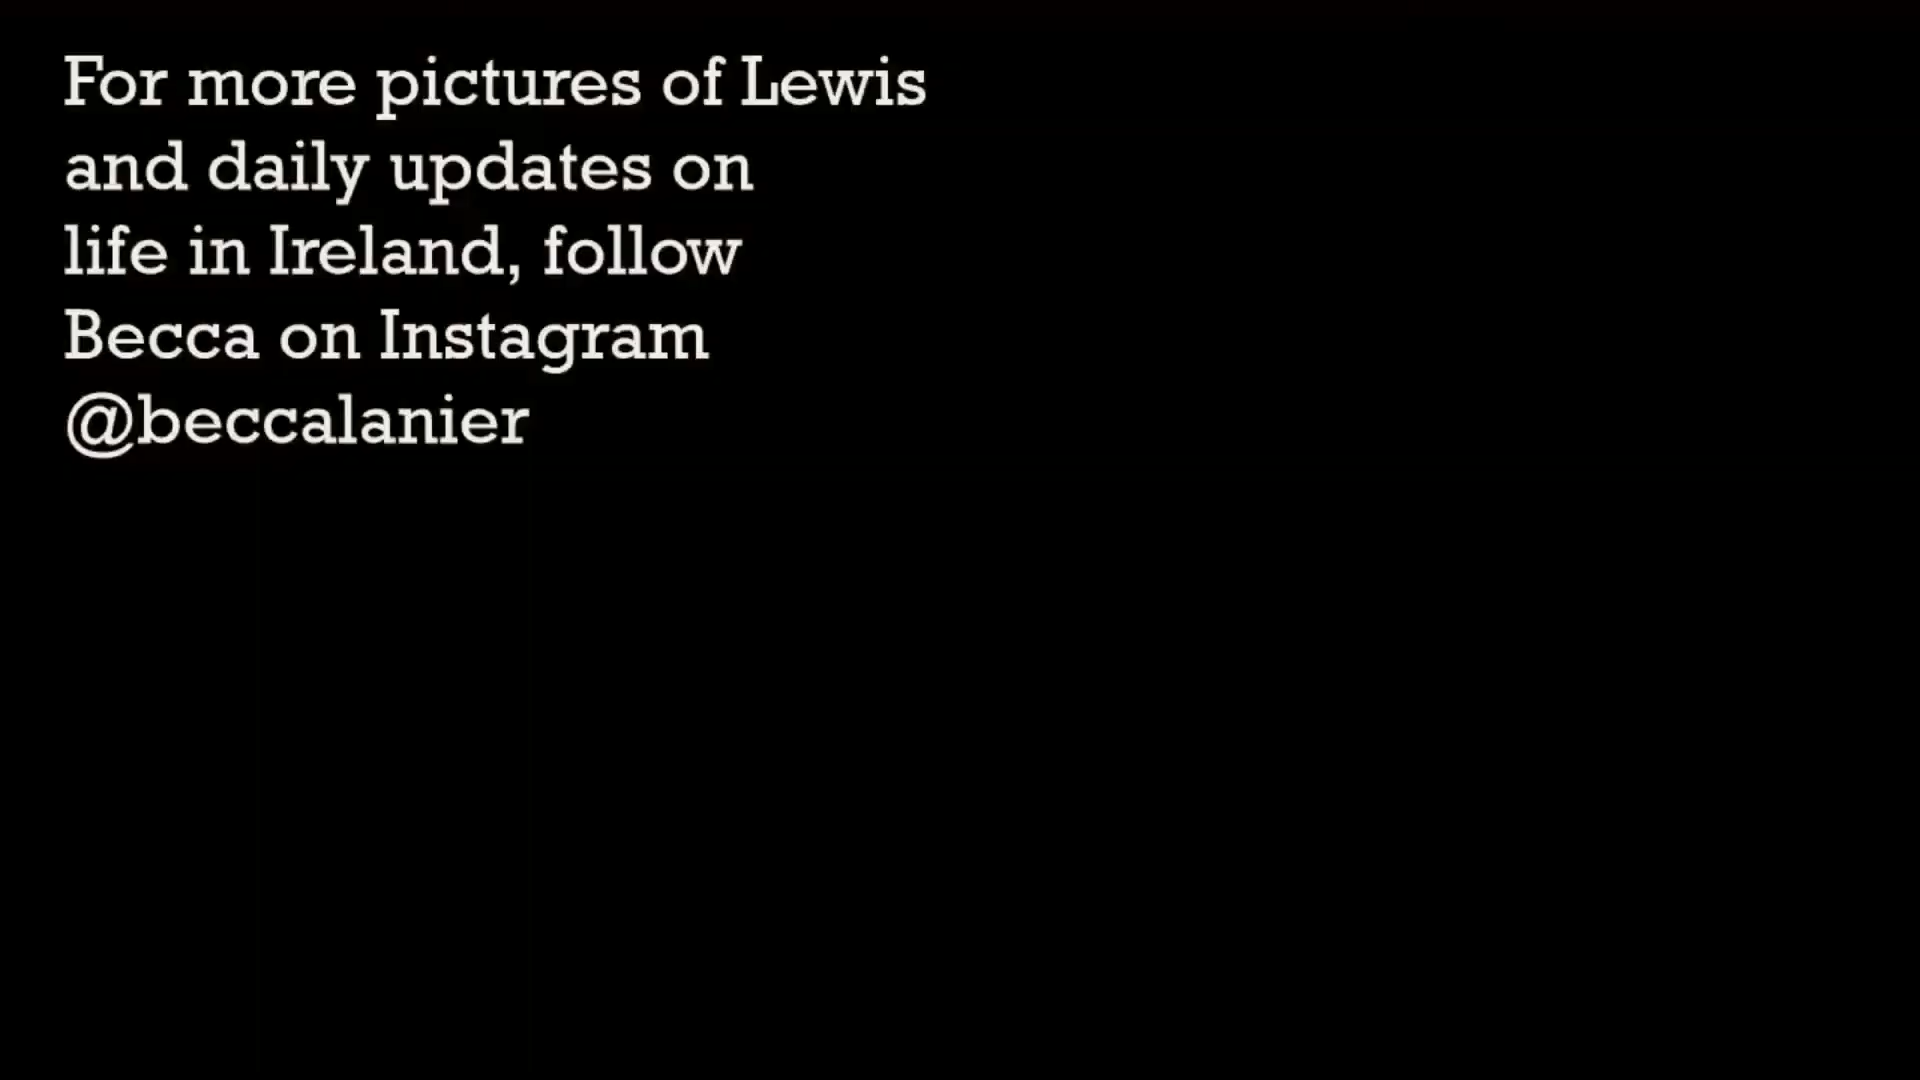 For more pictures of Lewis
and daily updates on
life in Ireland, follow
Becca on Instagram
@beccalanier